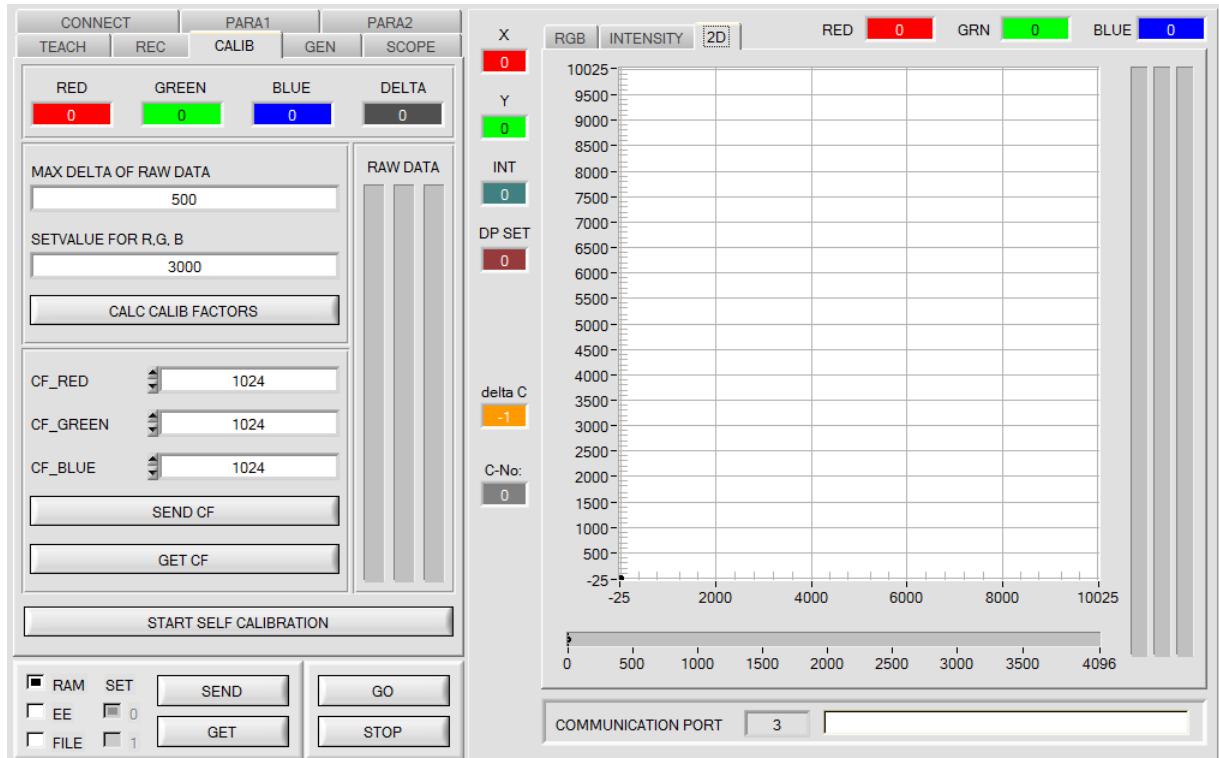 CONNECT PARA1 PARA2
TEACH REC CALIB GEN SCOPE
RED GREEN BLUE DELTA
0 0 0 0
MAX DELTA OF RAW DATA
500
SETVALUE FOR R,G, B
3000
CALC CALIB FACTORS
RAW DATA
CF_RED 1024
CF_GREEN 1024
CF_BLUE 1024
SEND CF
GET CF
START SELF CALIBRATION
RAM SET
EE 0
FILE 1
SEND
GET
GO
STOP
X
0
Y
0
INT
0
DP SET
0
delta C
-1
C-No:
0
RGB INTENSITY 2D
RED 0 GRN 0 BLUE 0
10025
9500
9000
8500
8000
7500
7000
6500
6000
5500
5000
4500
4000
3500
3000
2500
2000
1500
1000
500
-25
-25 2000 4000 6000 8000 10025
0 500 1000 1500 2000 2500 3000 3500 4096
COMMUNICATION PORT 3